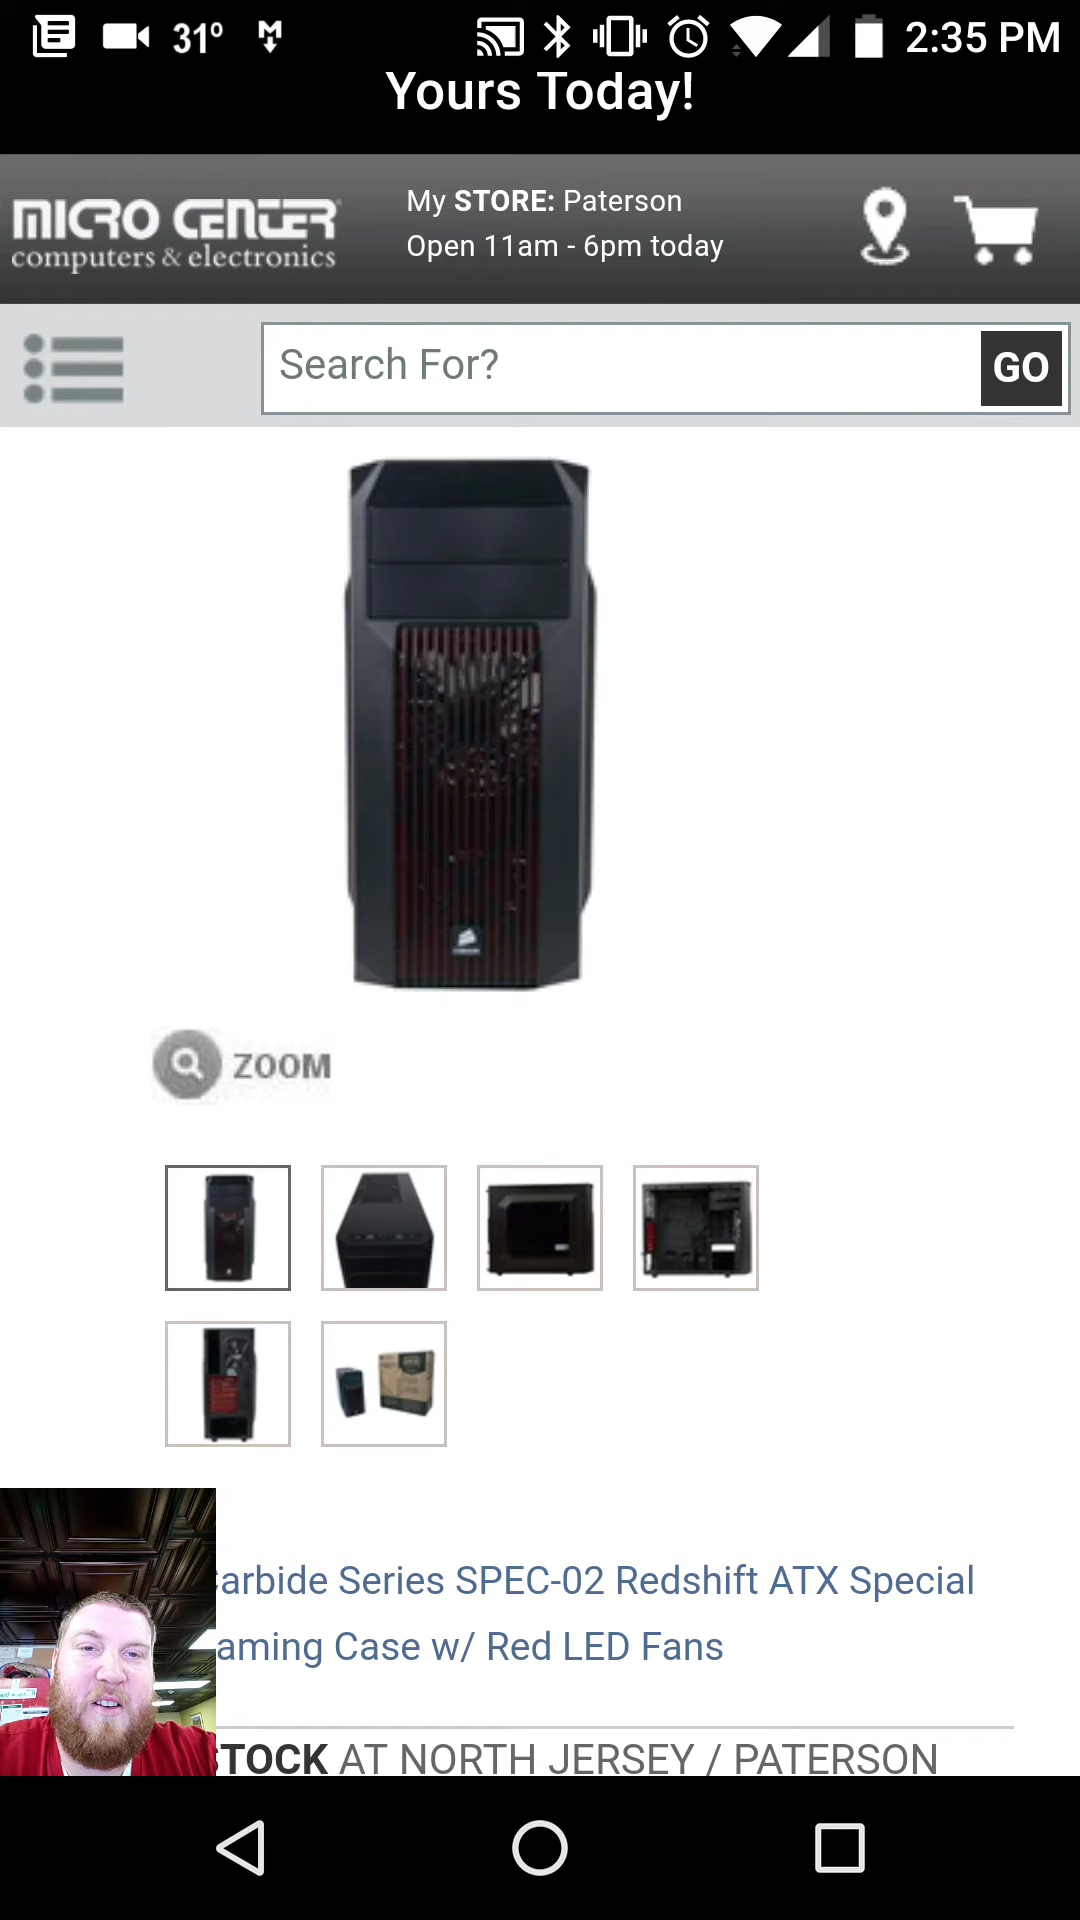 31° 2:35 PM
Yours Today!
MICRO CENTER
computers & electronics
My STORE: Paterson
Open 11am - 6pm today
Search For?
GO
ZOOM
arbide Series SPEC-02 Redshift ATX Special
aming Case w/ Red LED Fans
STOCK AT NORTH JERSEY / PATERSON